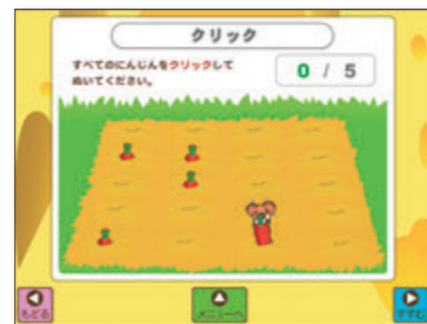 クリック
すべてのにんじんをクリックして
ぬいてください。
0 / 5
もどる
メニューへ
すすむ